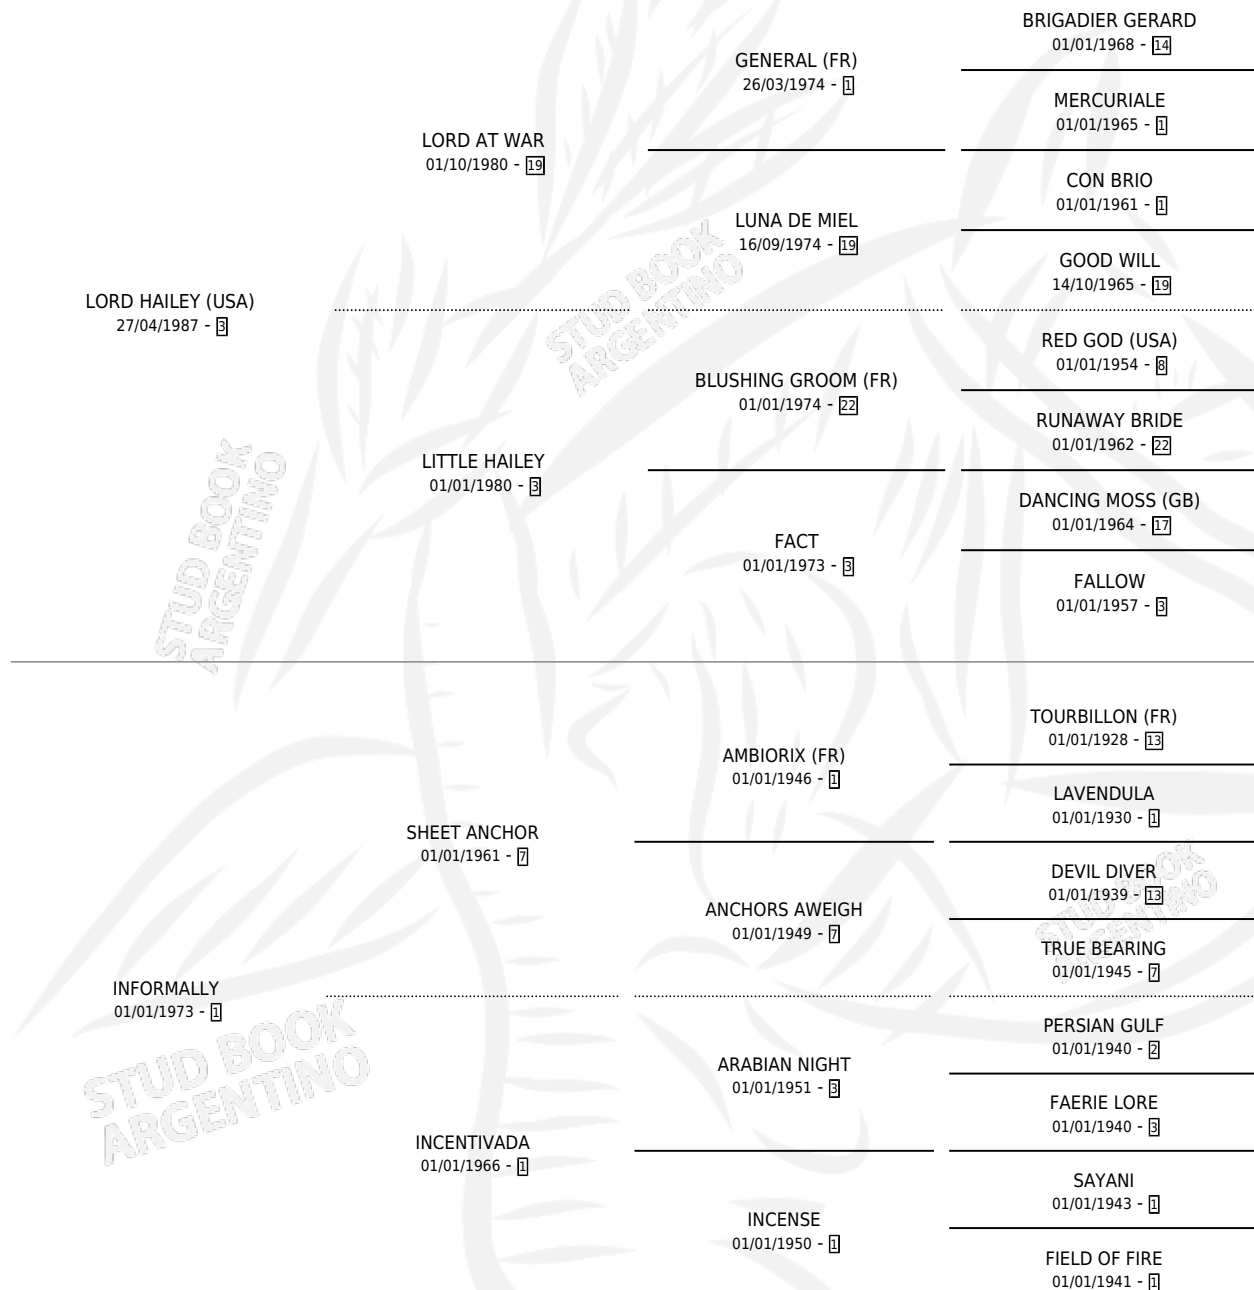 BRIGADIER GERARD
01/01/1968 - 14
GENERAL (FR)
26/03/1974 - 1
MERCURIALE
01/01/1965 - 1
LORD AT WAR
01/10/1980 - 19
CON BRIO
01/01/1961 - 1
LUNA DE MIEL
16/09/1974 - 19
GOOD WILL
14/10/1965 - 19
LORD HAILEY (USA)
27/04/1987 - 3
RED GOD (USA)
01/01/1954 - 8
BLUSHING GROOM (FR)
01/01/1974 - 22
RUNAWAY BRIDE
01/01/1962 - 22
LITTLE HAILEY
01/01/1980 - 3
DANCING MOSS (GB)
01/01/1964 - 17
FACT
01/01/1973 - 3
FALLOW
01/01/1957 - 3
TOURBILLON (FR)
01/01/1928 - 13
AMBIORIX (FR)
01/01/1946 - 1
LAVENDULA
01/01/1930 - 1
SHEET ANCHOR
01/01/1961 - 7
DEVIL DIVER
01/01/1939 - 13
ANCHORS AWEIGH
01/01/1949 - 7
TRUE BEARING
01/01/1945 - 7
INFORMALLY
01/01/1973 - 1
PERSIAN GULF
01/01/1940 - 2
ARABIAN NIGHT
01/01/1951 - 3
FAERIE LORE
01/01/1940 - 3
INCENTIVADA
01/01/1966 - 1
SAYANI
01/01/1943 - 1
INCENSE
01/01/1950 - 1
FIELD OF FIRE
01/01/1941 - 1
STUD BOOK
ARGENTINO
STUD BOOK
ARGENTINO
STUD BOOK
ARGENTINO
STUD BOOK
ARGENTINO